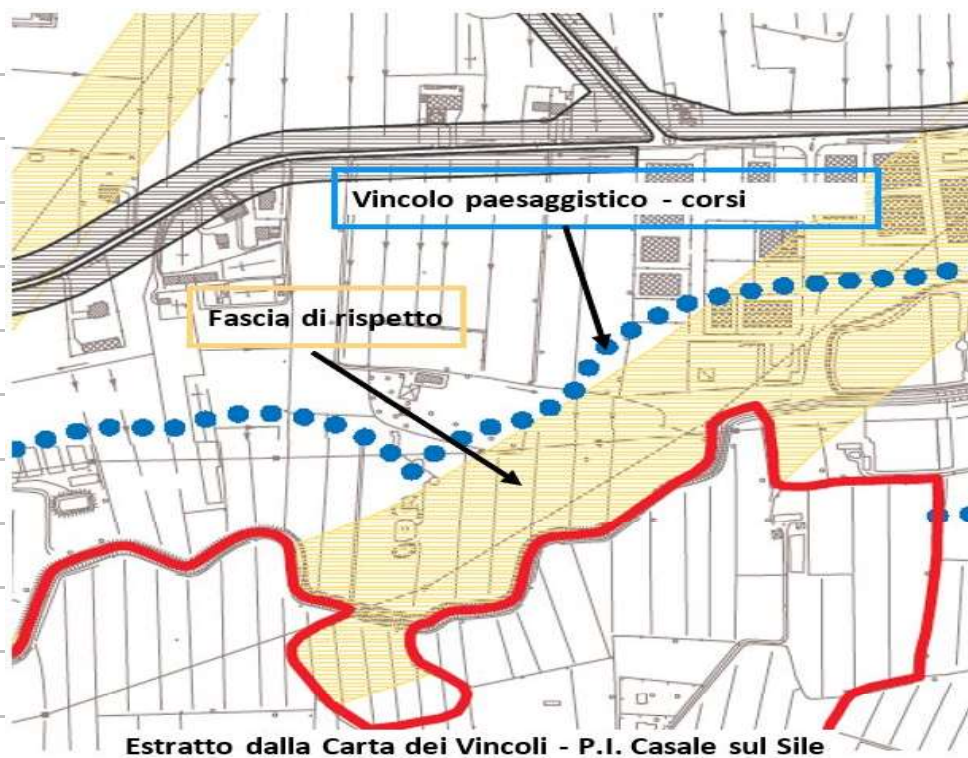 Vincolo paesaggistico - corsi
Fascia di rispetto
Estratto dalla Carta dei Vincoli - P.I. Casale sul Sile